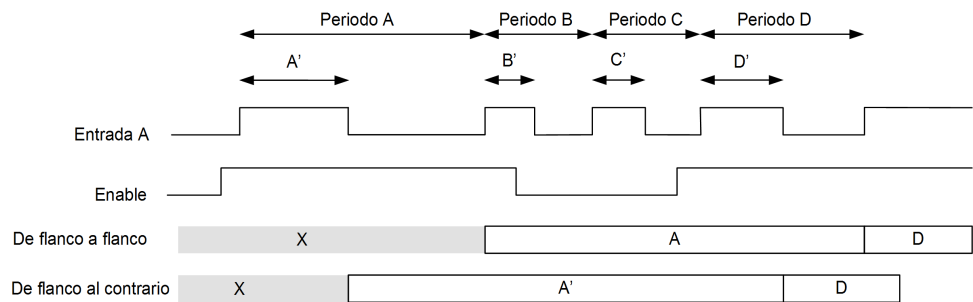 Periodo A Periodo B Periodo C Periodo D
A’ B’ C’ D’
Entrada A
Enable
De flanco a flanco X A D
De flanco al contrario X A’ D